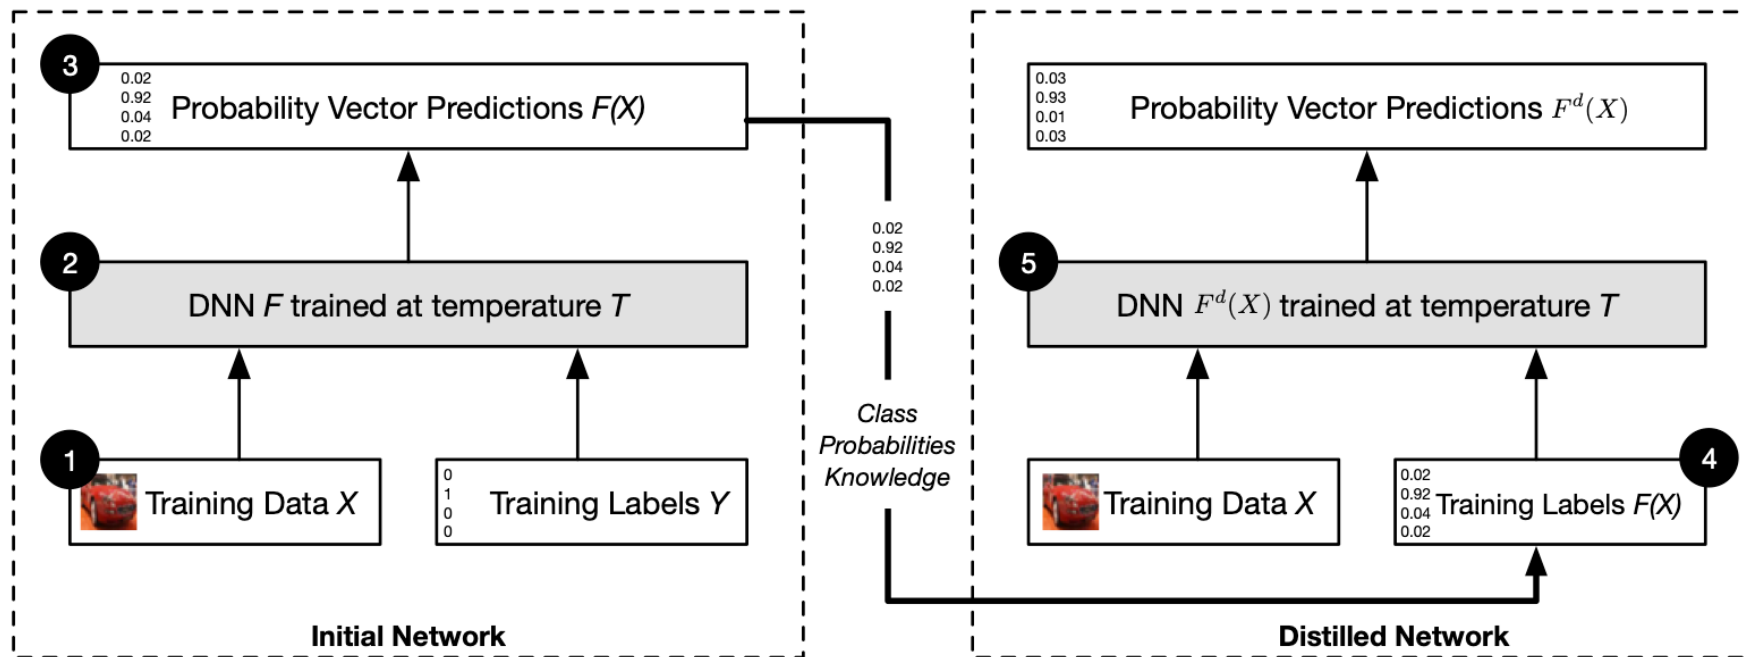 3
0.02
0.92
0.04
0.02
Probability Vector Predictions F(X)
2
DNN F trained at temperature T
1
Training Data X
0
1
0
0
Training Labels Y
Initial Network
0.02
0.92
0.04
0.02
Class
Probabilities
Knowledge
0.03
0.93
0.01
0.03
Probability Vector Predictions F^d(X)
5
DNN F^d(X) trained at temperature T
Training Data X
4
0.02
0.92
0.04
0.02
Training Labels F(X)
Distilled Network